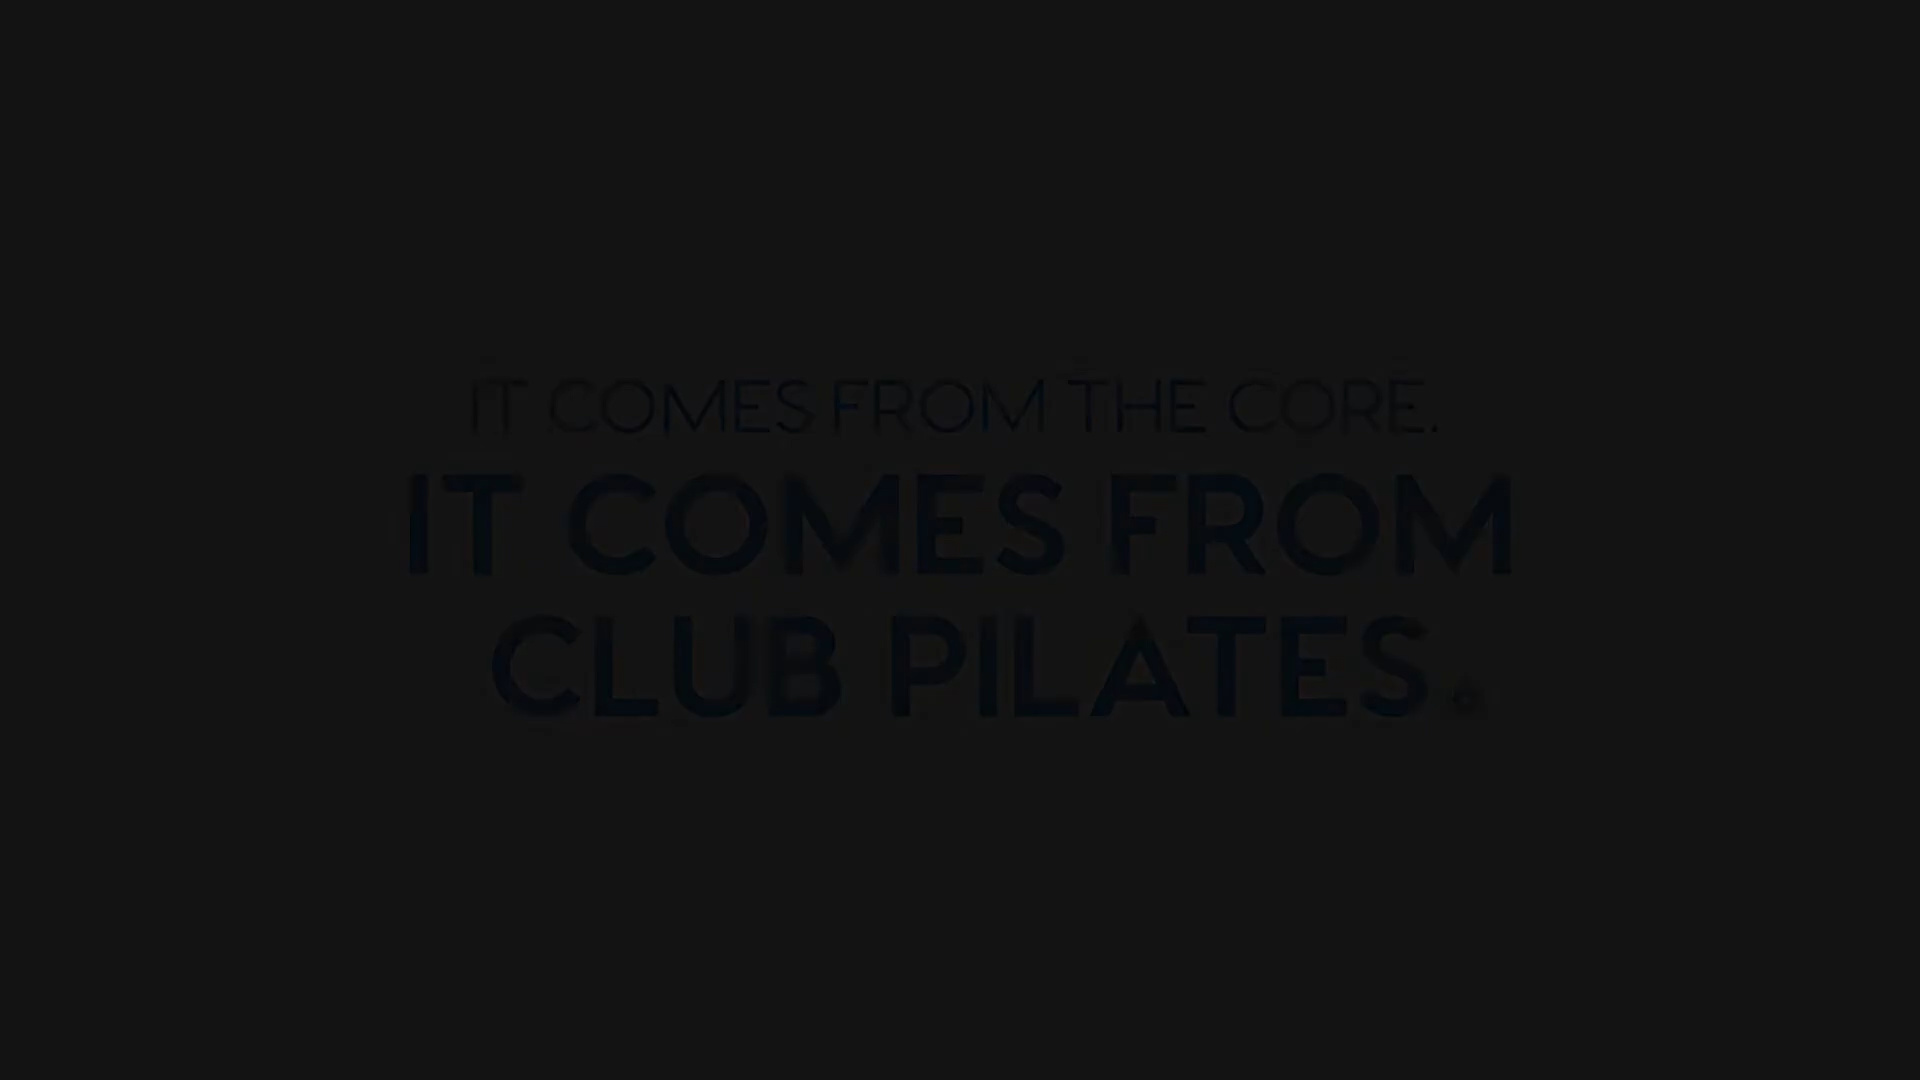 IT COMES FROM THE CORE.
IT COMES FROM
CLUB PILATES.